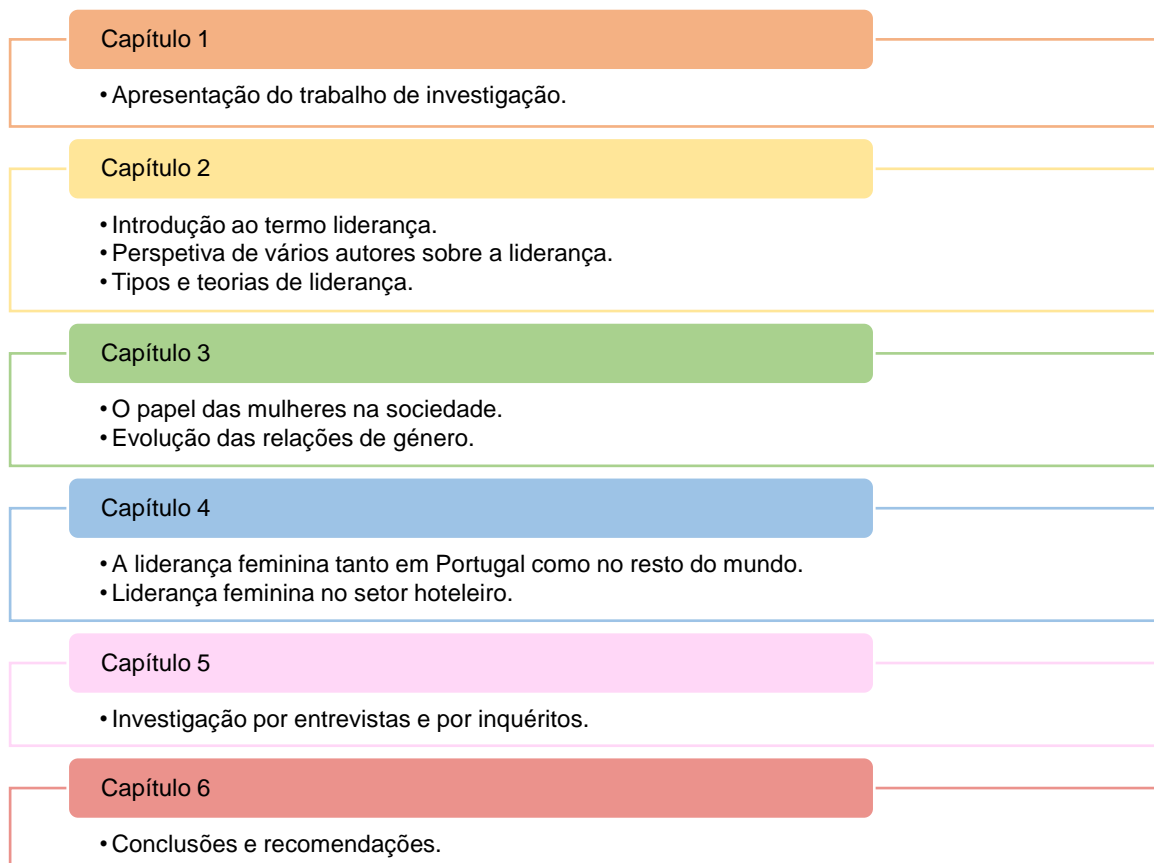 Capítulo 1
• Apresentação do trabalho de investigação.
Capítulo 2
• Introdução ao termo liderança.
• Perspetiva de vários autores sobre a liderança.
• Tipos e teorias de liderança.
Capítulo 3
• O papel das mulheres na sociedade.
• Evolução das relações de género.
Capítulo 4
• A liderança feminina tanto em Portugal como no resto do mundo.
• Liderança feminina no setor hoteleiro.
Capítulo 5
• Investigação por entrevistas e por inquéritos.
Capítulo 6
• Conclusões e recomendações.